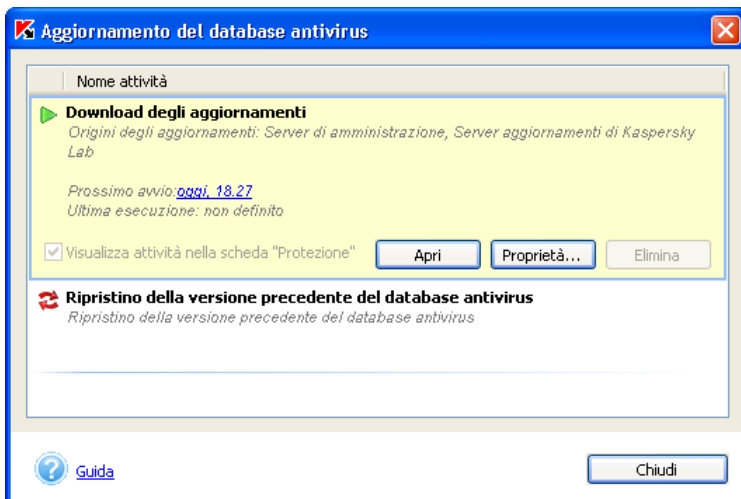 Aggiornamento del database antivirus
Nome attività
Download degli aggiornamenti
Origini degli aggiornamenti: Server di amministrazione, Server aggiornamenti di Kaspersky
Lab
Prossimo avvio:oggi, 18.27
Ultima esecuzione: non definito
Visualizza attività nella scheda "Protezione"
Apri
Proprietà...
Elimina
Ripristino della versione precedente del database antivirus
Ripristino della versione precedente del database antivirus
Guida
Chiudi